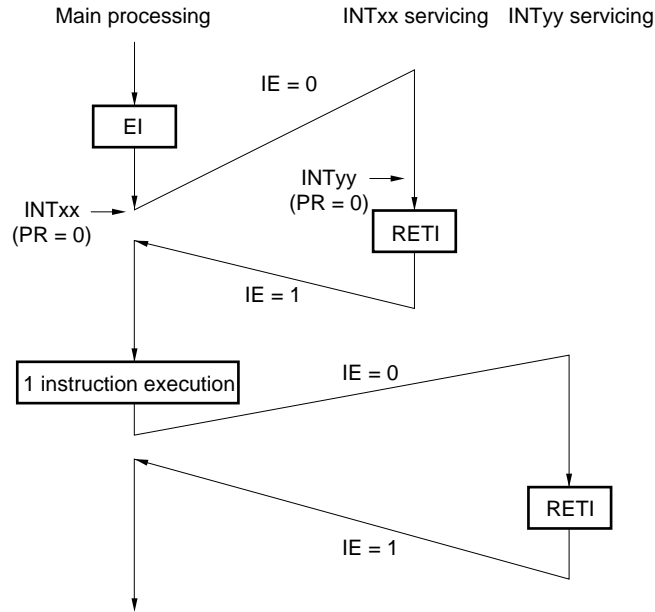 Main processing
INTxx servicing
INTyy servicing
IE = 0
EI
INTyy
(PR = 0)
INTxx
(PR = 0)
RETI
IE = 1
1 instruction execution
IE = 0
RETI
IE = 1